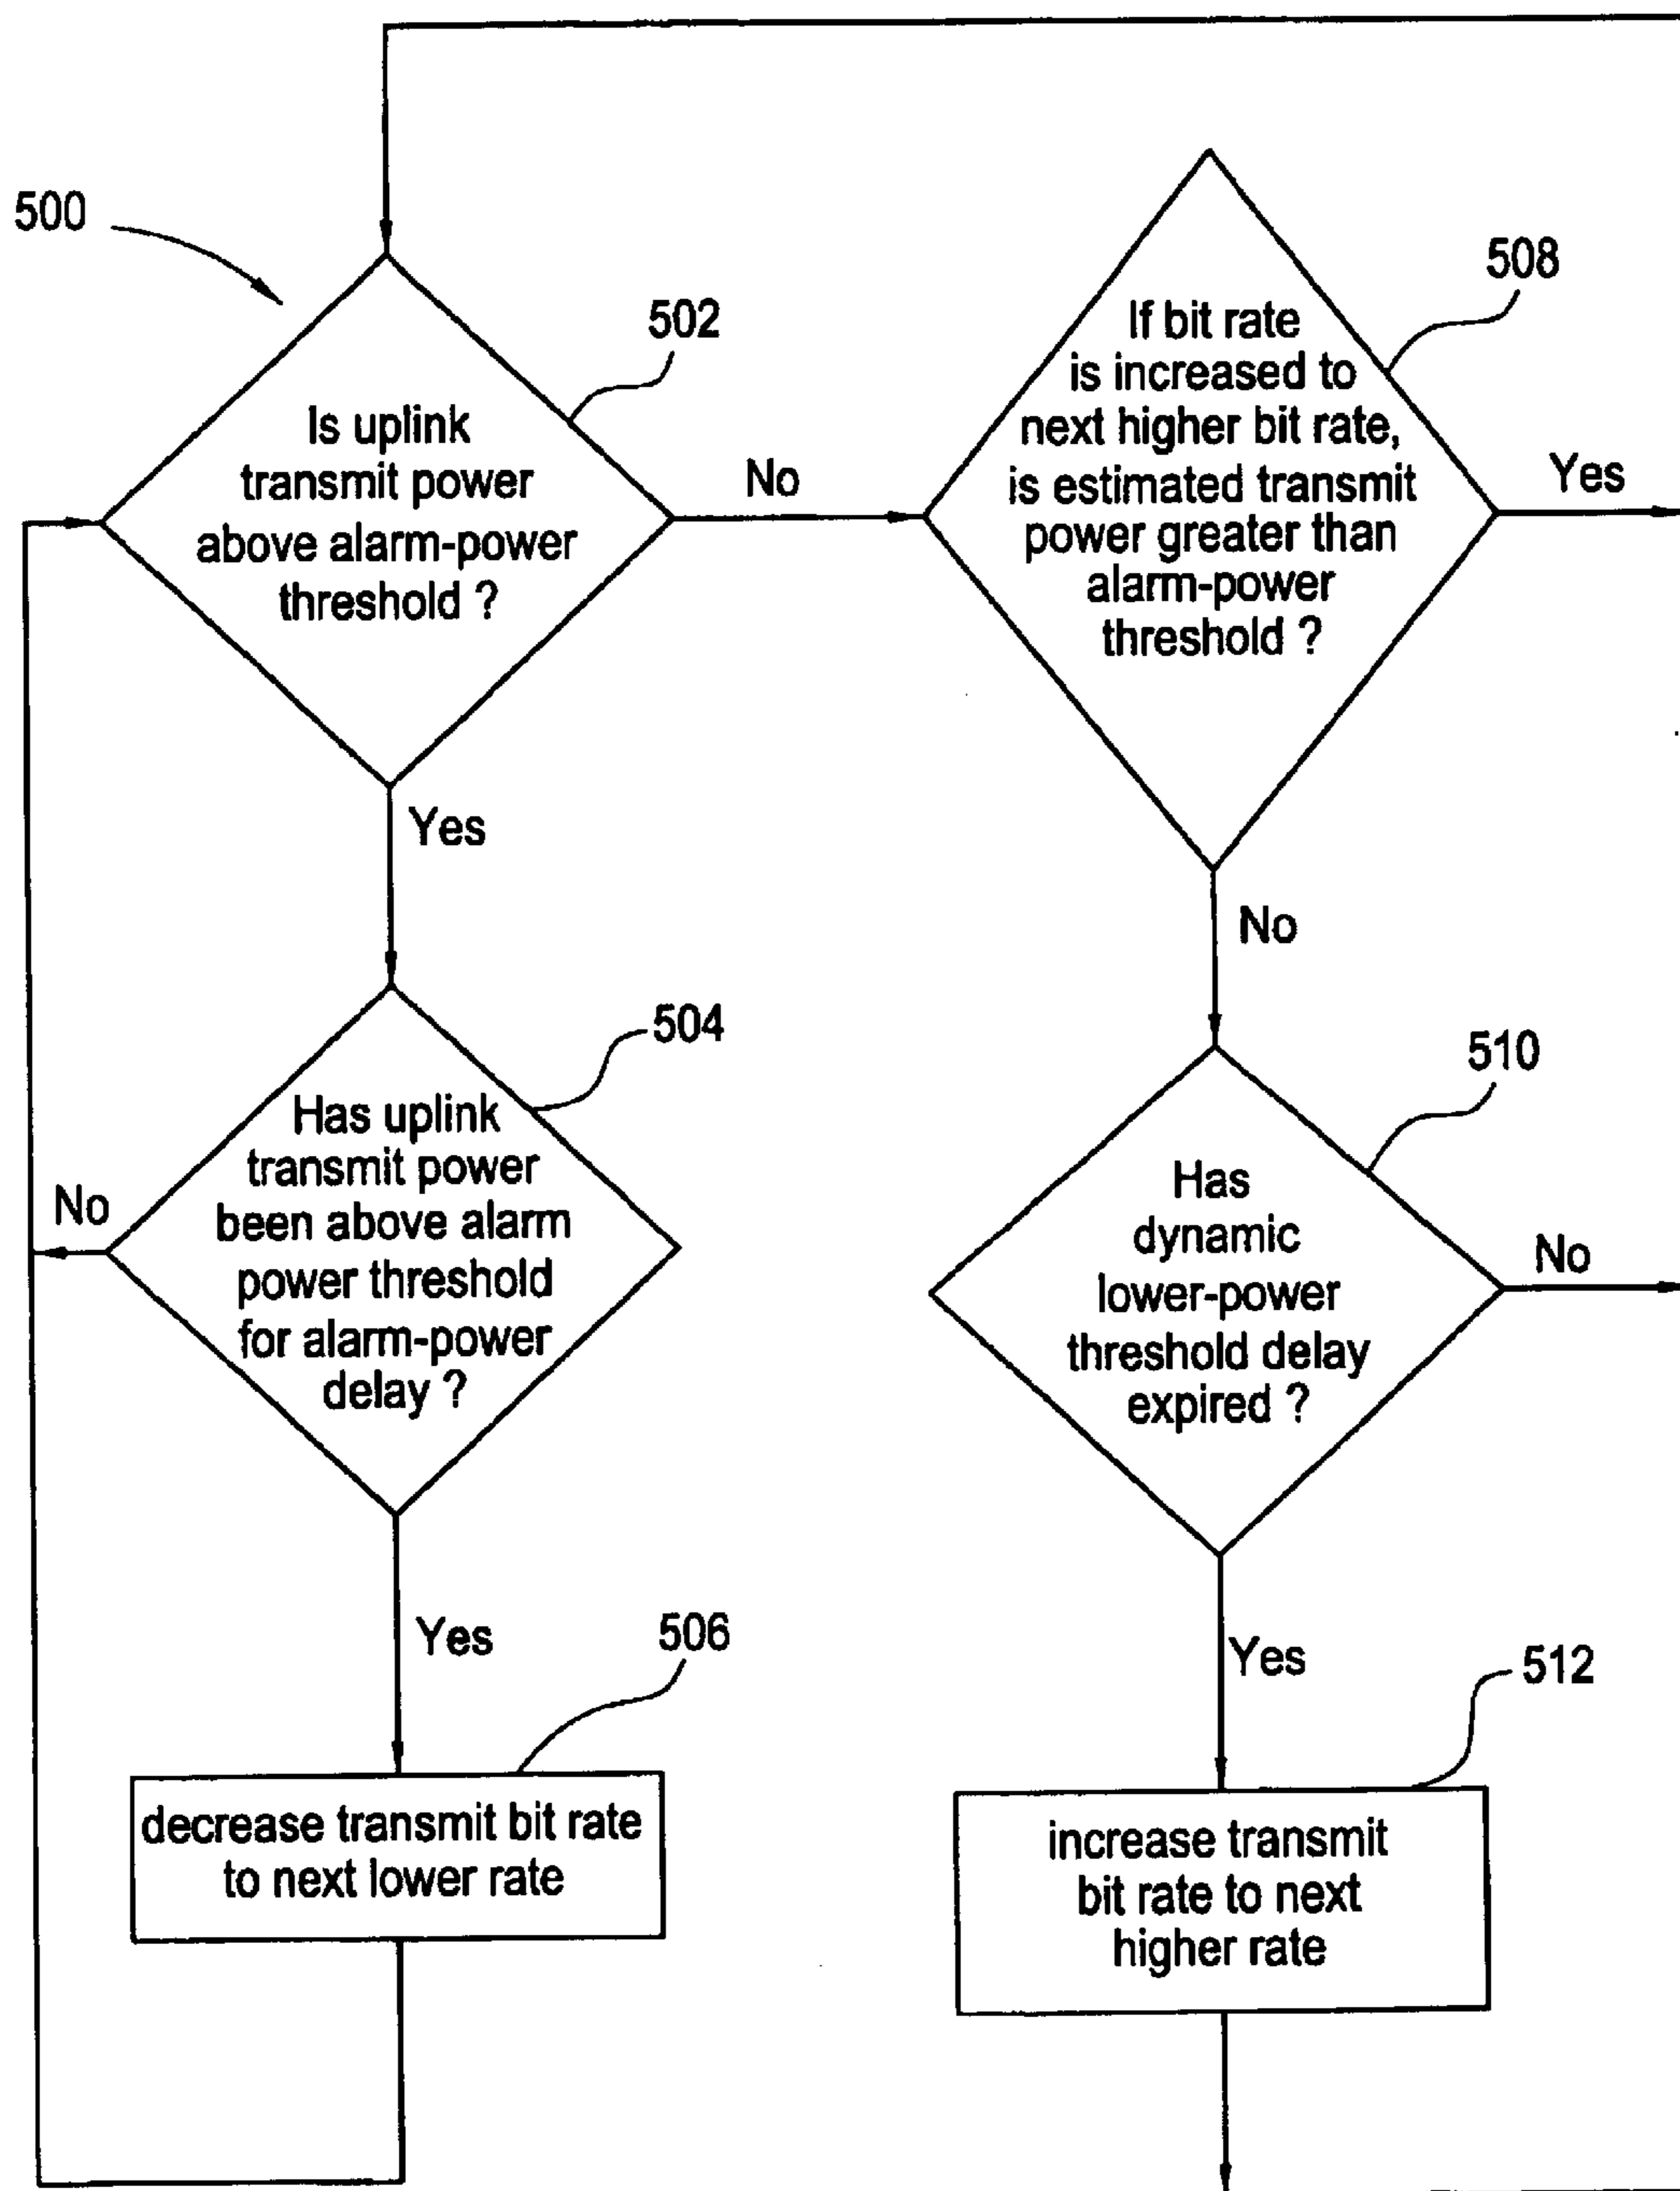 500
502
Is uplink
transmit power
above alarm-power
threshold ?
No
Yes
508
If bit rate
is increased to
next higher bit rate,
is estimated transmit
power greater than
alarm-power
threshold ?
Yes
No
504
Has uplink
transmit power
been above alarm
power threshold
for alarm-power
delay ?
No
Yes
510
Has
dynamic
lower-power
threshold delay
expired ?
No
Yes
506
decrease transmit bit rate
to next lower rate
512
increase transmit
bit rate to next
higher rate